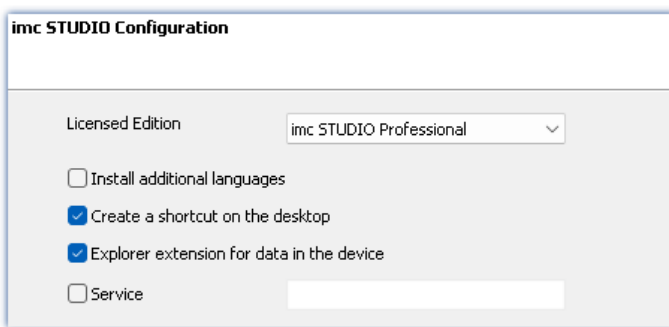 imc STUDIO Configuration
Licensed Edition
imc STUDIO Professional
Install additional languages
Create a shortcut on the desktop
Explorer extension for data in the device
Service